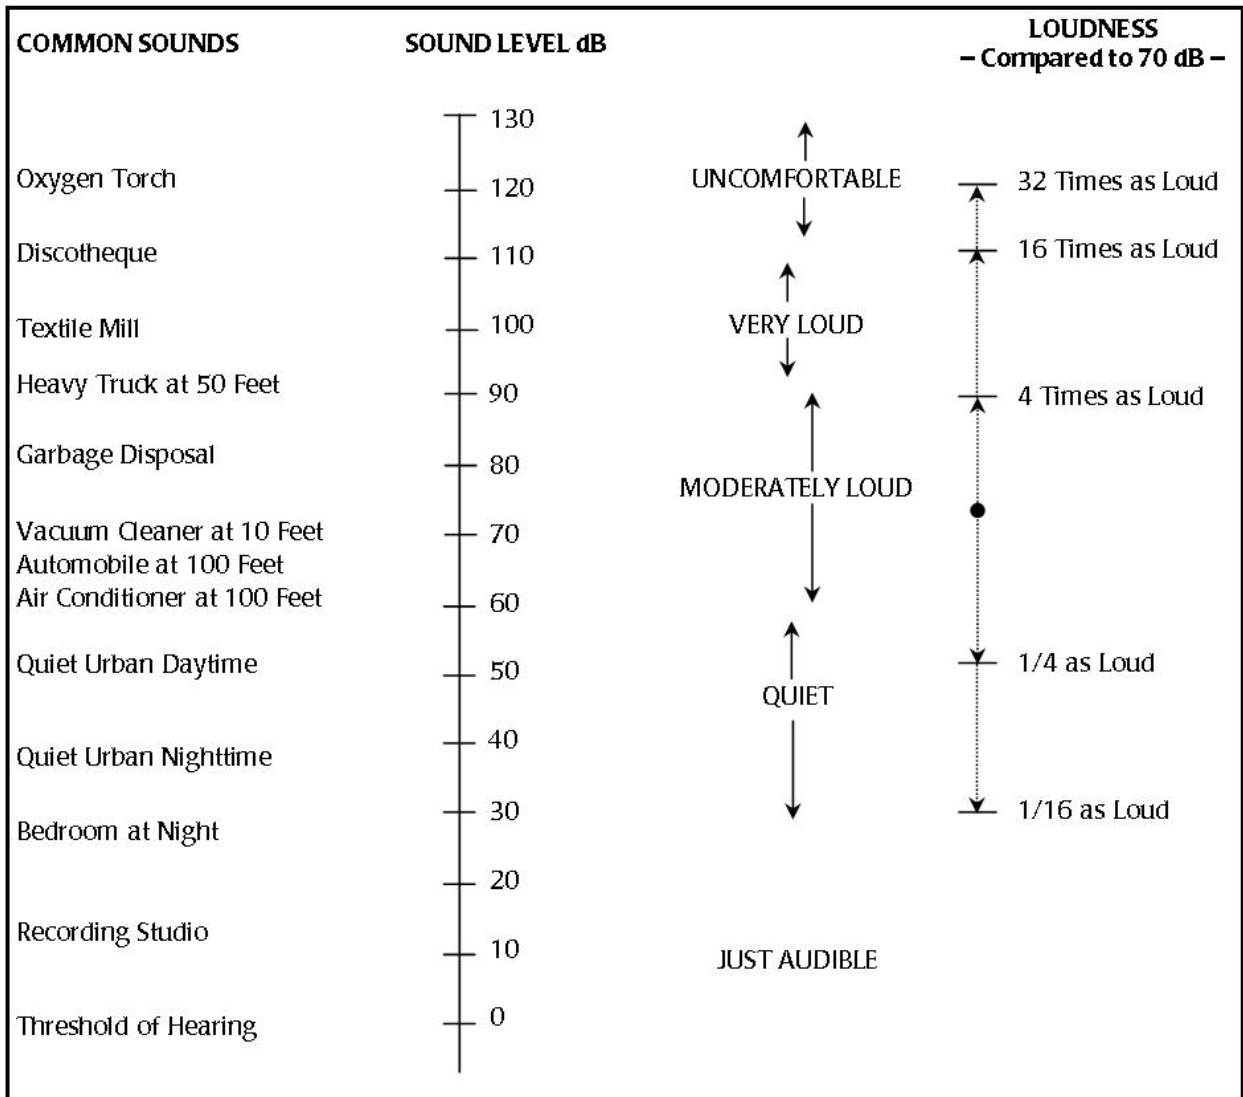 COMMON SOUNDS
SOUND LEVEL dB
LOUDNESS
– Compared to 70 dB –
130
Oxygen Torch
120
UNCOMFORTABLE
32 Times as Loud
Discotheque
110
16 Times as Loud
Textile Mill
100
VERY LOUD
Heavy Truck at 50 Feet
90
4 Times as Loud
Garbage Disposal
80
MODERATELY LOUD
Vacuum Cleaner at 10 Feet
70
Automobile at 100 Feet
Air Conditioner at 100 Feet
60
Quiet Urban Daytime
50
1/4 as Loud
QUIET
40
Quiet Urban Nighttime
30
1/16 as Loud
Bedroom at Night
20
Recording Studio
10
JUST AUDIBLE
Threshold of Hearing
0